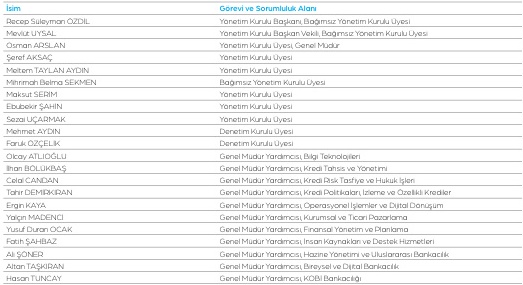 İsim Görevi ve Sorumluluk Alanı
Recep Süleyman ÖZDİL Yönetim Kurulu Başkanı, Bağımsız Yönetim Kurulu Üyesi
Mevlüt UYSAL Yönetim Kurulu Başkan Vekili, Bağımsız Yönetim Kurulu Üyesi
Osman ARSLAN Yönetim Kurulu Üyesi, Genel Müdür
Şeref AKSAÇ Yönetim Kurulu Üyesi
Meltem TAYLAN AYDIN Yönetim Kurulu Üyesi
Mihrimah Belma SEKMEN Bağımsız Yönetim Kurulu Üyesi
Maksut SERİM Yönetim Kurulu Üyesi
Ebubekir ŞAHİN Yönetim Kurulu Üyesi
Sezai UÇARMAK Yönetim Kurulu Üyesi
Mehmet AYDIN Denetim Kurulu Üyesi
Faruk ÖZÇELİK Denetim Kurulu Üyesi
Olcay ATLIOĞLU Genel Müdür Yardımcısı, Bilgi Teknolojileri
İlhan BÖLÜKBAŞ Genel Müdür Yardımcısı, Kredi Tahsis ve Yönetimi
Celal CANDAN Genel Müdür Yardımcısı, Kredi Risk Tasfiye ve Hukuk İşleri
Tahir DEMİRKIRAN Genel Müdür Yardımcısı, Kredi Politikaları, İzleme ve Özellikli Krediler
Ergin KAYA Genel Müdür Yardımcısı, Operasyonel İşlemler ve Dijital Dönüşüm
Yalçın MADENCİ Genel Müdür Yardımcısı, Kurumsal ve Ticari Pazarlama
Yusuf Duran OCAK Genel Müdür Yardımcısı, Finansal Yönetim ve Planlama
Fatih ŞAHBAZ Genel Müdür Yardımcısı, İnsan Kaynakları ve Destek Hizmetleri
Ali ŞÖNER Genel Müdür Yardımcısı, Hazine Yönetimi ve Uluslararası Bankacılık
Altan TAŞKIRAN Genel Müdür Yardımcısı, Bireysel ve Dijital Bankacılık
Hasan TUNCAY Genel Müdür Yardımcısı, KOBİ Bankacılığı